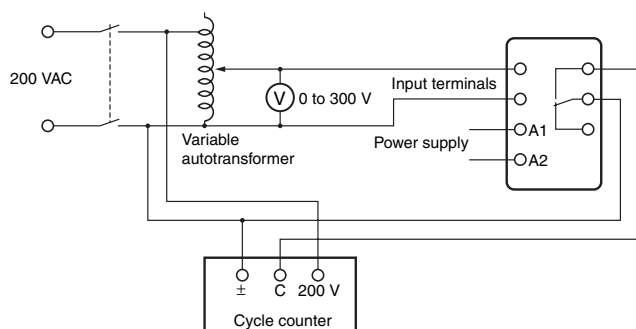 200 VAC
V
0 to 300 V
Variable
autotransformer
Input terminals
Power supply
A1
A2
± C 200 V
Cycle counter